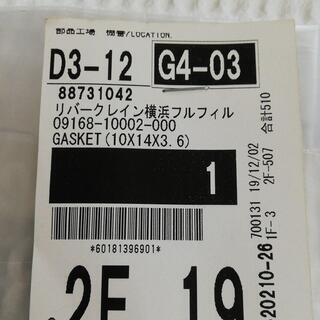 部品工場 棚番/LOCATION.
D3-12 G4-03
88731042
リバークレイン横浜フルフィル
09168-10002-000
GASKET(10X14X3.6)
1
*60181396901*
2F 19
合計510
2F-507
19/12/02
700131
1F-3
20210-26